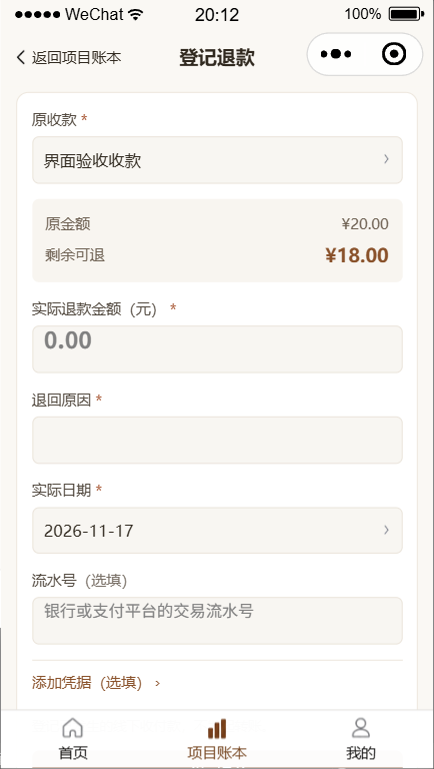 WeChat 20:12 100%
返回项目账本 登记退款
原收款 *
界面验收收款
原金额 ¥20.00
剩余可退 ¥18.00
实际退款金额（元） *
0.00
退回原因 *
实际日期 *
2026-11-17
流水号（选填）
银行或支付平台的交易流水号
添加凭据（选填）
首页 项目账本 我的